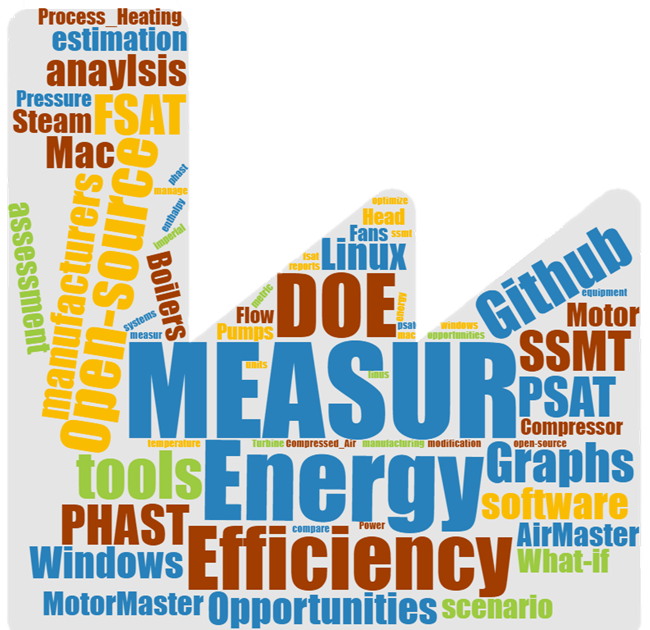 Process_Heating
estimation
anaylsis
Pressure
FSAT
Steam
Mac
open-source
manufacturers
phast
manage
enthalpy
imperial
assessment
Boilers
systems
measur
optimize
Head
Fans
ssmt
Linux
fsat
reports
metric
DOE
energy
Flow
Pumps
psat
mac
windows
opportunities
Github
equipment
Motor
SSMT
MEASUR
units
linus
PSAT
Compressor
temperature
Turbine
Compressed_Air
manufacturing
modification
open-source
tools
Energy
Graphs
software
PHAST
Efficiency
compare
Power
AirMaster
Windows
What-if
MotorMaster
Opportunities
scenario